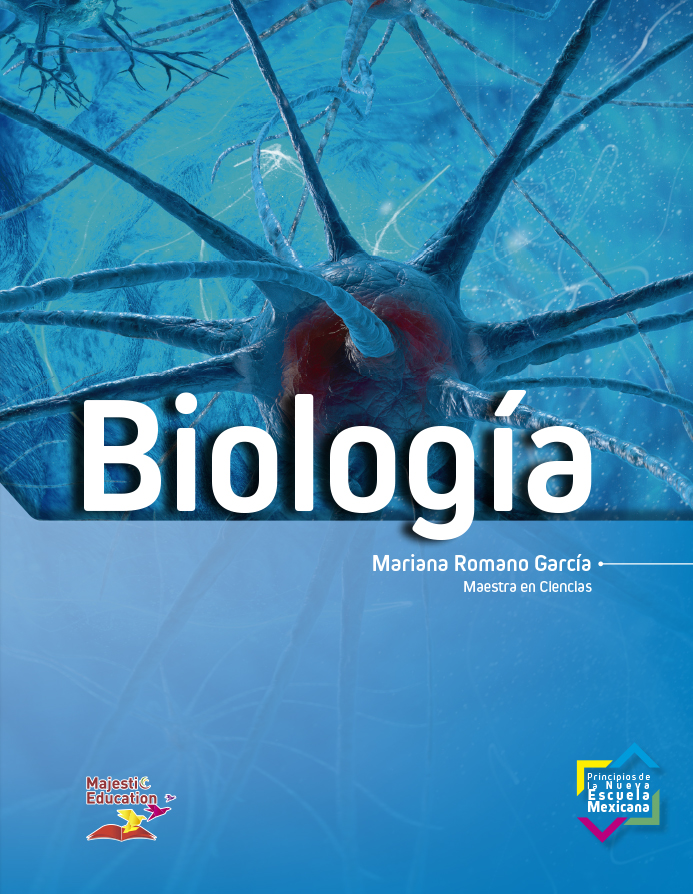 Biología
Mariana Romano García
Maestra en Ciencias
Majestic
Education
Principios de
la Nueva
Escuela
Mexicana